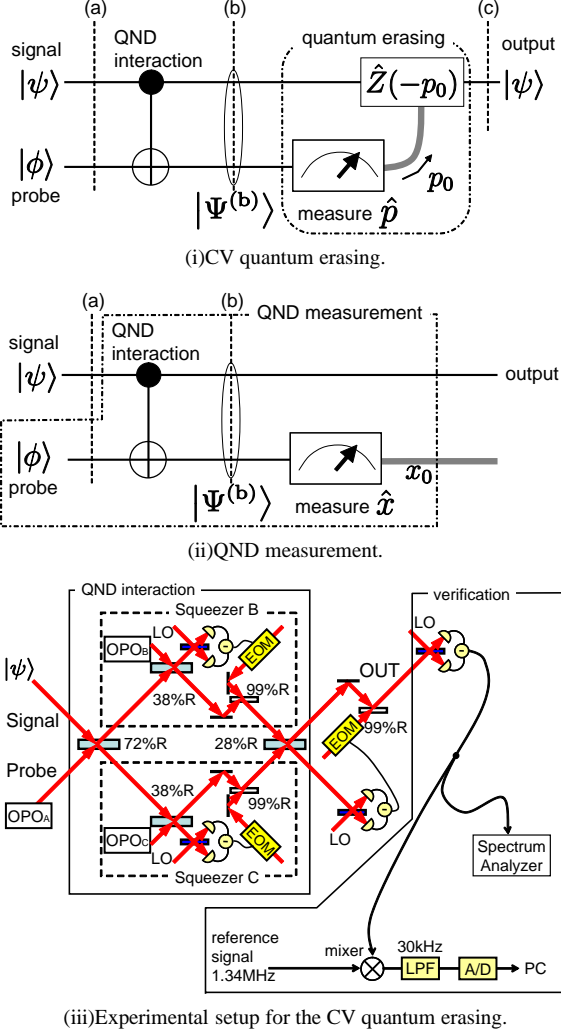 (a)
(b)
(c)
signal
QND
interaction
quantum erasing
output
|ψ⟩
Ẑ(−p₀)
|ψ⟩
|ϕ⟩
probe
|Ψ⁽ᵇ⁾⟩
measure p̂
p₀
(i)CV quantum erasing.
(a)
(b)
QND measurement
signal
QND
interaction
|ψ⟩
output
|ϕ⟩
probe
x₀
|Ψ⁽ᵇ⁾⟩
measure x̂
(ii)QND measurement.
QND interaction
verification
Squeezer B
LO
LO
OPO_B
EOM
|ψ⟩
38%R
99%R
OUT
Signal
72%R
28%R
EOM
99%R
Probe
38%R
OPO_A
OPO_C
99%R
LO
EOM
LO
Squeezer C
Spectrum
Analyzer
reference
signal
1.34MHz
mixer
30kHz
LPF
A/D
PC
(iii)Experimental setup for the CV quantum erasing.